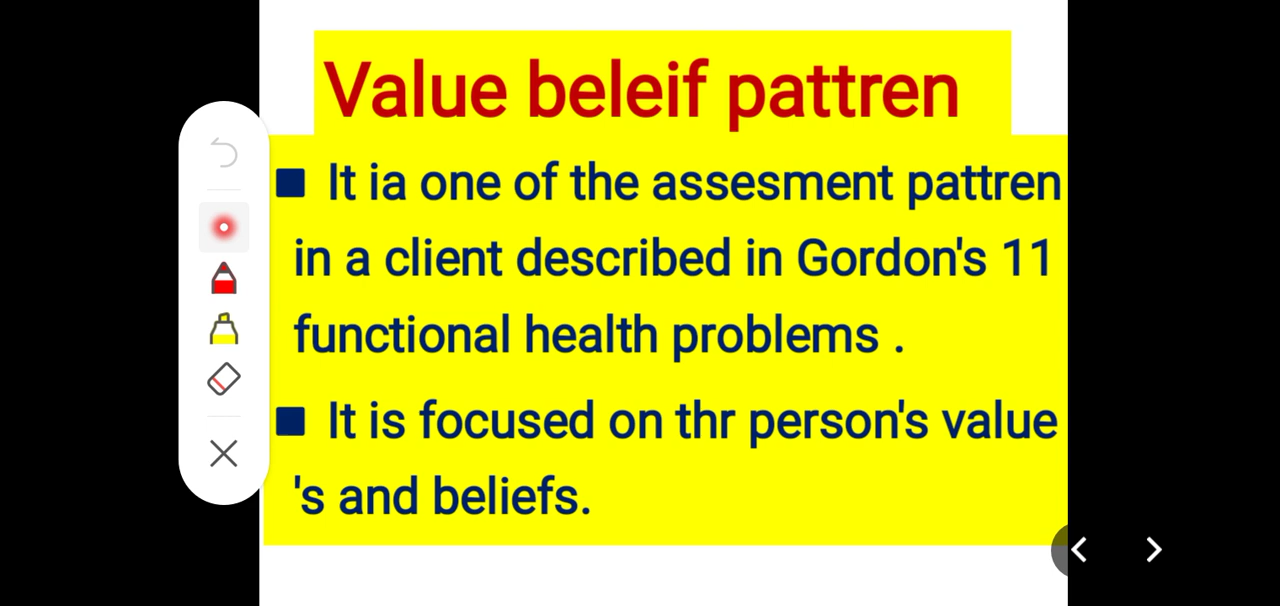 Value beleif pattren
■ It ia one of the assesment pattren
in a client described in Gordon's 11
functional health problems .
■ It is focused on thr person's value
's and beliefs.